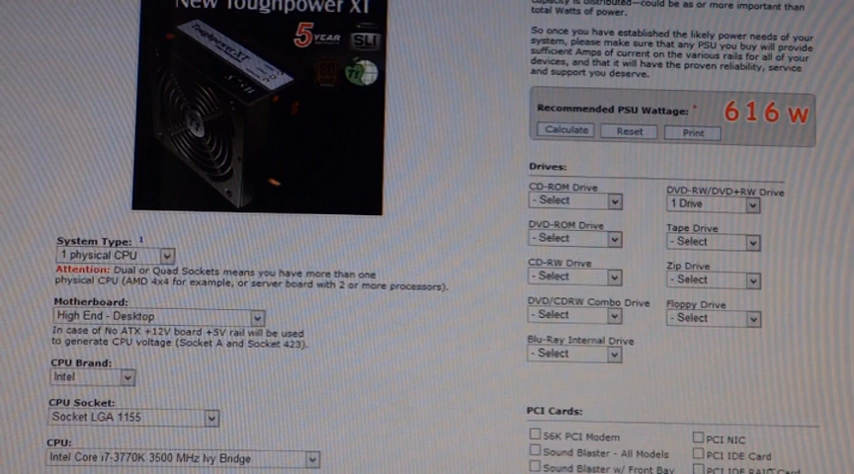 New Toughpower XT
5 YEAR
SLI
Toughpower XT
System Type: 1
1 physical CPU
Attention: Dual or Quad Sockets means you have more than one
physical CPU (AMD 4x4 for example, or server board with 2 or more processors).
Motherboard:
High End - Desktop
In case of No ATX +12V board +5V rail will be used
to generate CPU voltage (Socket A and Socket 423).
CPU Brand:
Intel
CPU Socket:
Socket LGA 1155
CPU:
Intel Core i7-3770K 3500 MHz Ivy Bridge
capacity is distributed—could be as or more important than
total Watts of power.
So once you have established the likely power needs of your
system, please make sure that any PSU you buy will provide
sufficient Amps of current on the various rails for all of your
devices, and that it will have the proven reliability, service
and support you deserve.
Recommended PSU Wattage: * 616 W
Calculate Reset Print
Drives:
CD-ROM Drive
- Select
DVD-RW/DVD+RW Drive
1 Drive
DVD-ROM Drive
- Select
Tape Drive
- Select
CD-RW Drive
- Select
Zip Drive
- Select
DVD/CDRW Combo Drive
- Select
Floppy Drive
- Select
Blu-Ray Internal Drive
- Select
PCI Cards:
56K PCI Modem
PCI NIC
Sound Blaster - All Models
PCI IDE Card
Sound Blaster w/ Front Bay
PCI IDE RAID Card